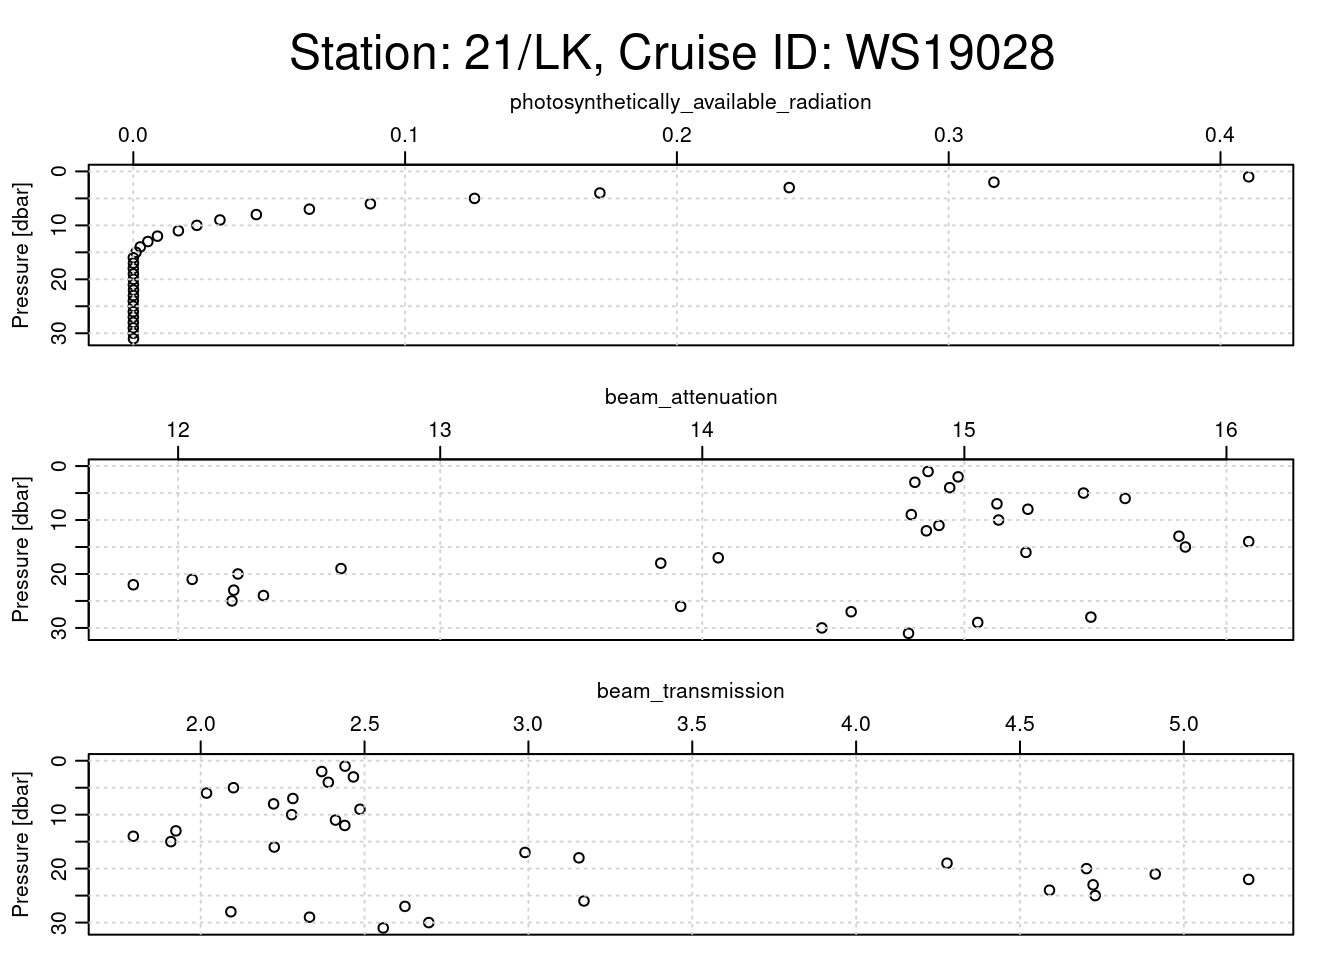 Station: 21/LK, Cruise ID: WS19028
photosynthetically_available_radiation
0.0 0.1 0.2 0.3 0.4
Pressure [dbar]
0 10 20 30
beam_attenuation
12 13 14 15 16
Pressure [dbar]
0 10 20 30
beam_transmission
2.0 2.5 3.0 3.5 4.0 4.5 5.0
Pressure [dbar]
0 10 20 30